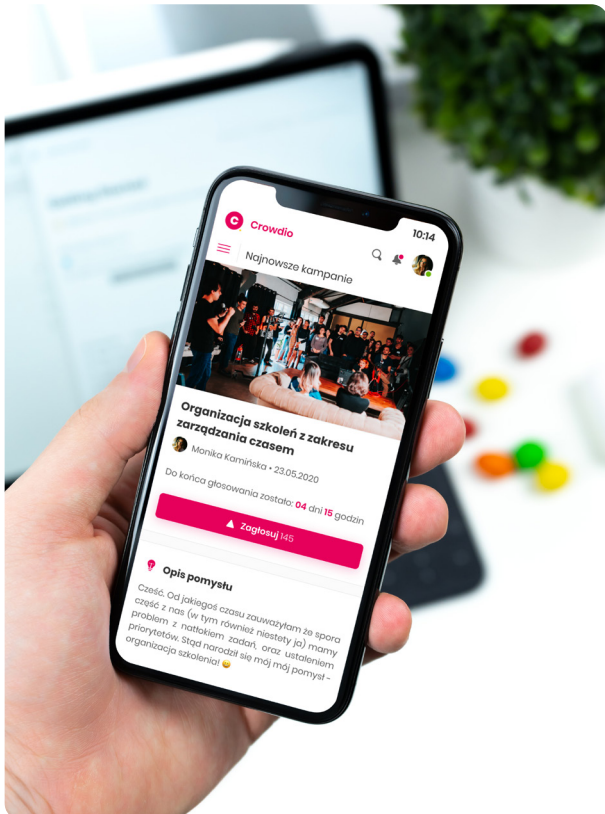 Crowdio
10:14
Najnowsze kampanie
Organizacja szkoleń z zakresu
zarządzania czasem
Monika Kamińska • 23.05.2020
Do końca głosowania zostało: 04 dni 15 godzin
Zagłosuj 145
Opis pomysłu
Cześć. Od jakiegoś czasu zauważyłam że spora
część z nas (w tym również niestety ja) mamy
problem z natłokiem zadań, oraz ustaleniem
priorytetów. Stąd narodził się mój mój pomysł -
organizacja szkolenia! 😀